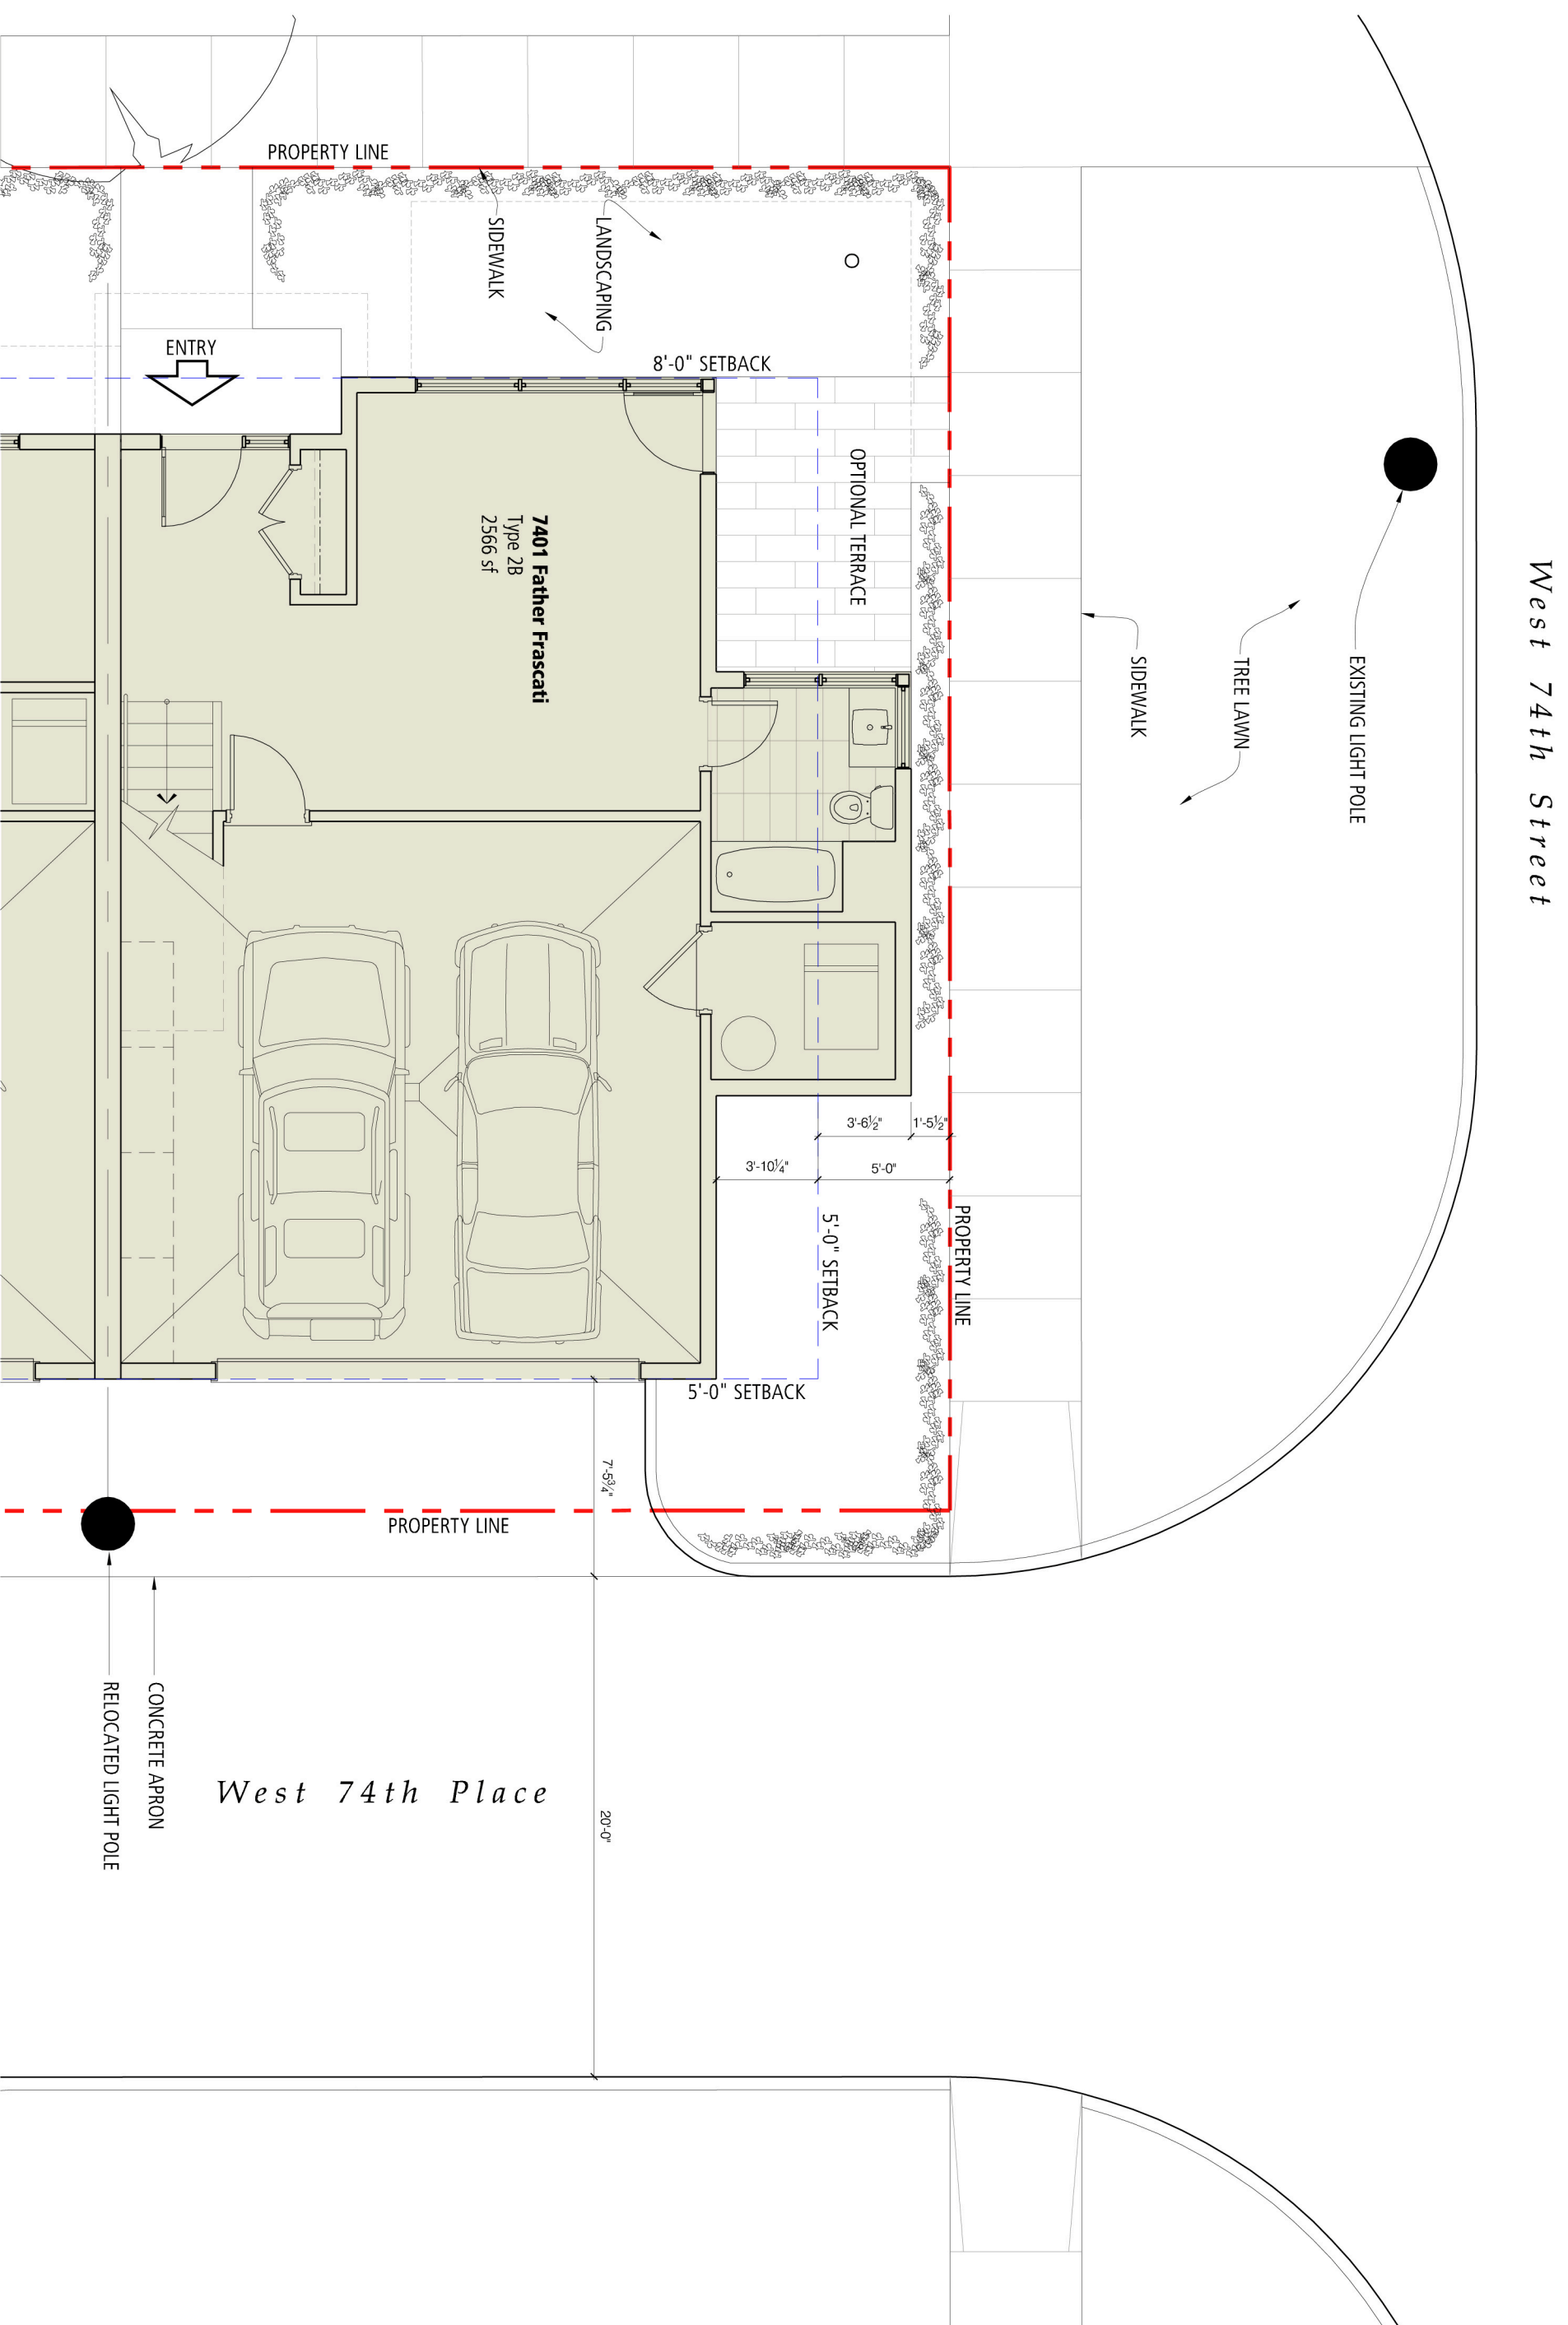 PROPERTY LINE
SIDEWALK
LANDSCAPING
ENTRY
8'-0" SETBACK
OPTIONAL TERRACE
7401 Father Frascati
Type 2B
2566 sf
West 74th Street
SIDEWALK
TREE LAWN
EXISTING LIGHT POLE
3'-6½"
1'-5½"
3'-10¼"
5'-0"
5'-0" SETBACK
PROPERTY LINE
5'-0" SETBACK
7'-5¾"
PROPERTY LINE
RELOCATED LIGHT POLE
CONCRETE APRON
West 74th Place
20'-0"